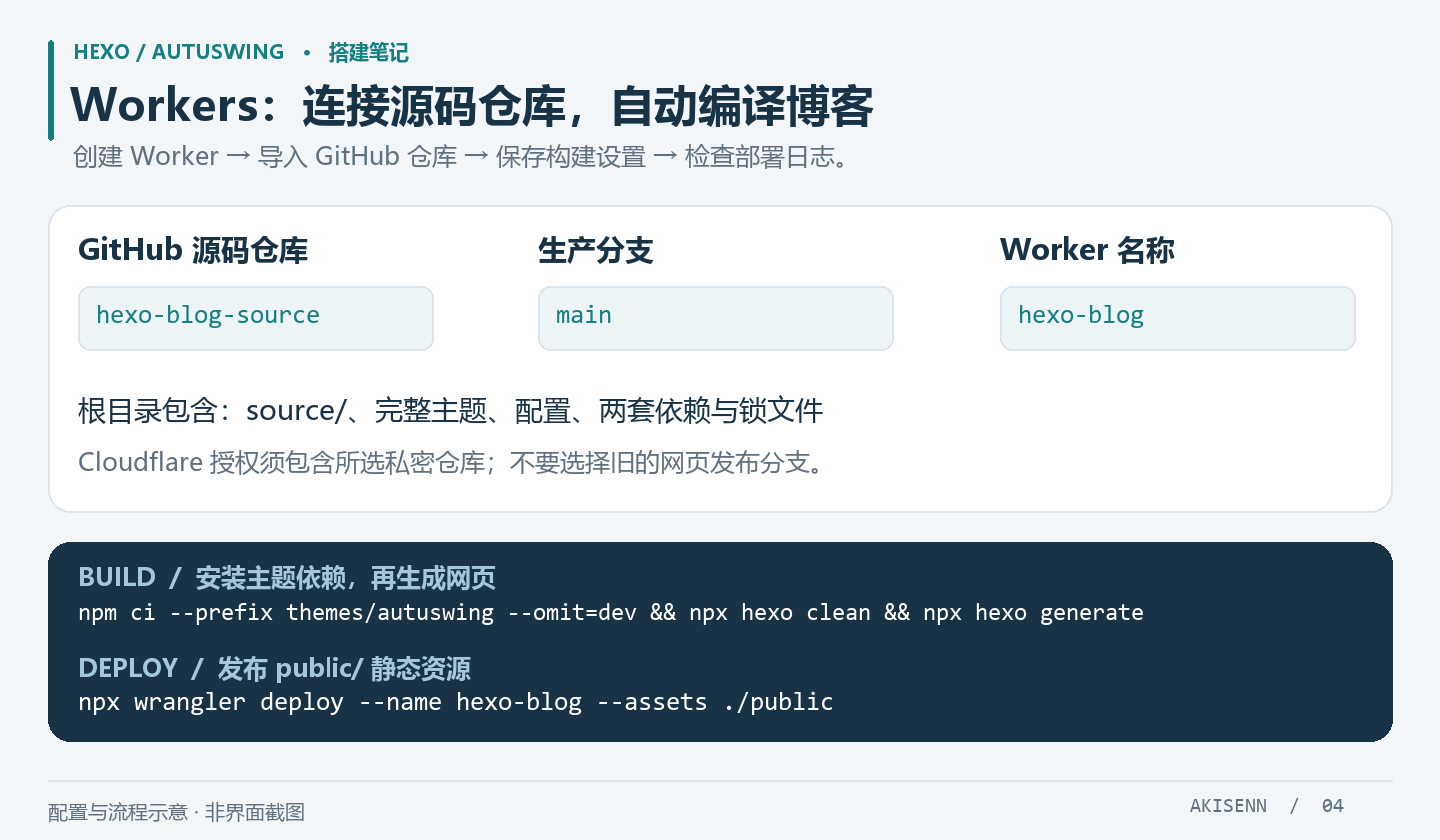 HEXO / AUTUSWING • 搭建笔记
Workers：连接源码仓库，自动编译博客
创建 Worker → 导入 GitHub 仓库 → 保存构建设置 → 检查部署日志。
GitHub 源码仓库
hexo-blog-source
生产分支
main
Worker 名称
hexo-blog
根目录包含：source/、完整主题、配置、两套依赖与锁文件
Cloudflare 授权须包含所选私密仓库；不要选择旧的网页发布分支。
BUILD / 安装主题依赖，再生成网页
npm ci --prefix themes/autuswing --omit=dev && npx hexo clean && npx hexo generate
DEPLOY / 发布 public/ 静态资源
npx wrangler deploy --name hexo-blog --assets ./public
配置与流程示意 · 非界面截图
AKISENN / 04